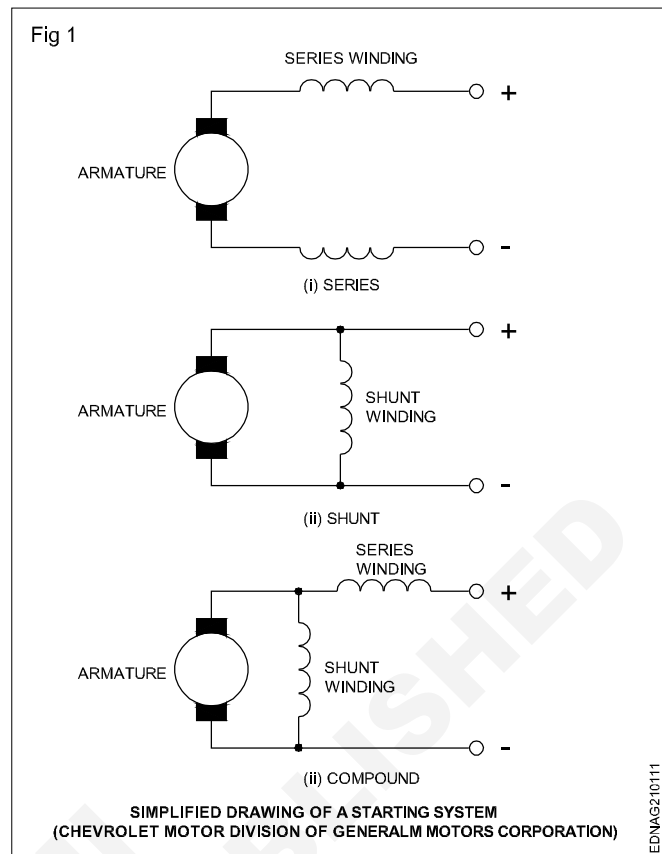 Fig 1
SERIES WINDING
+
ARMATURE
-
(i) SERIES
+
ARMATURE
SHUNT
WINDING
-
(ii) SHUNT
SERIES
WINDING
+
ARMATURE
SHUNT
WINDING
-
(ii) COMPOUND
SIMPLIFIED DRAWING OF A STARTING SYSTEM
(CHEVROLET MOTOR DIVISION OF GENERALM MOTORS CORPORATION)
EDNAG210111